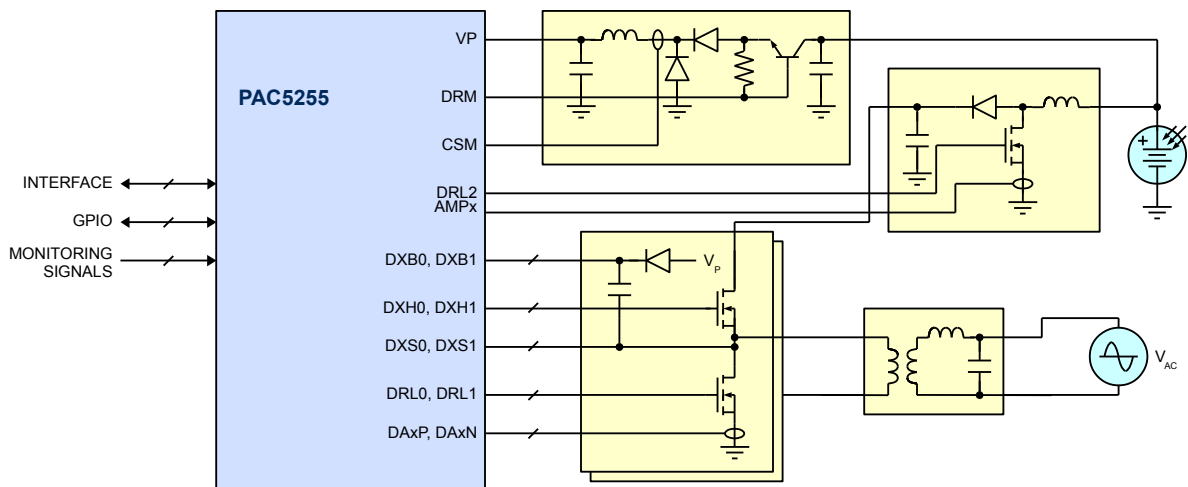 VP
PAC5255
DRM
CSM
INTERFACE
DRL2
AMPx
GPIO
MONITORING
SIGNALS
DXB0, DXB1
VP
DXH0, DXH1
DXS0, DXS1
VAC
DRL0, DRL1
DAxP, DAxN
+